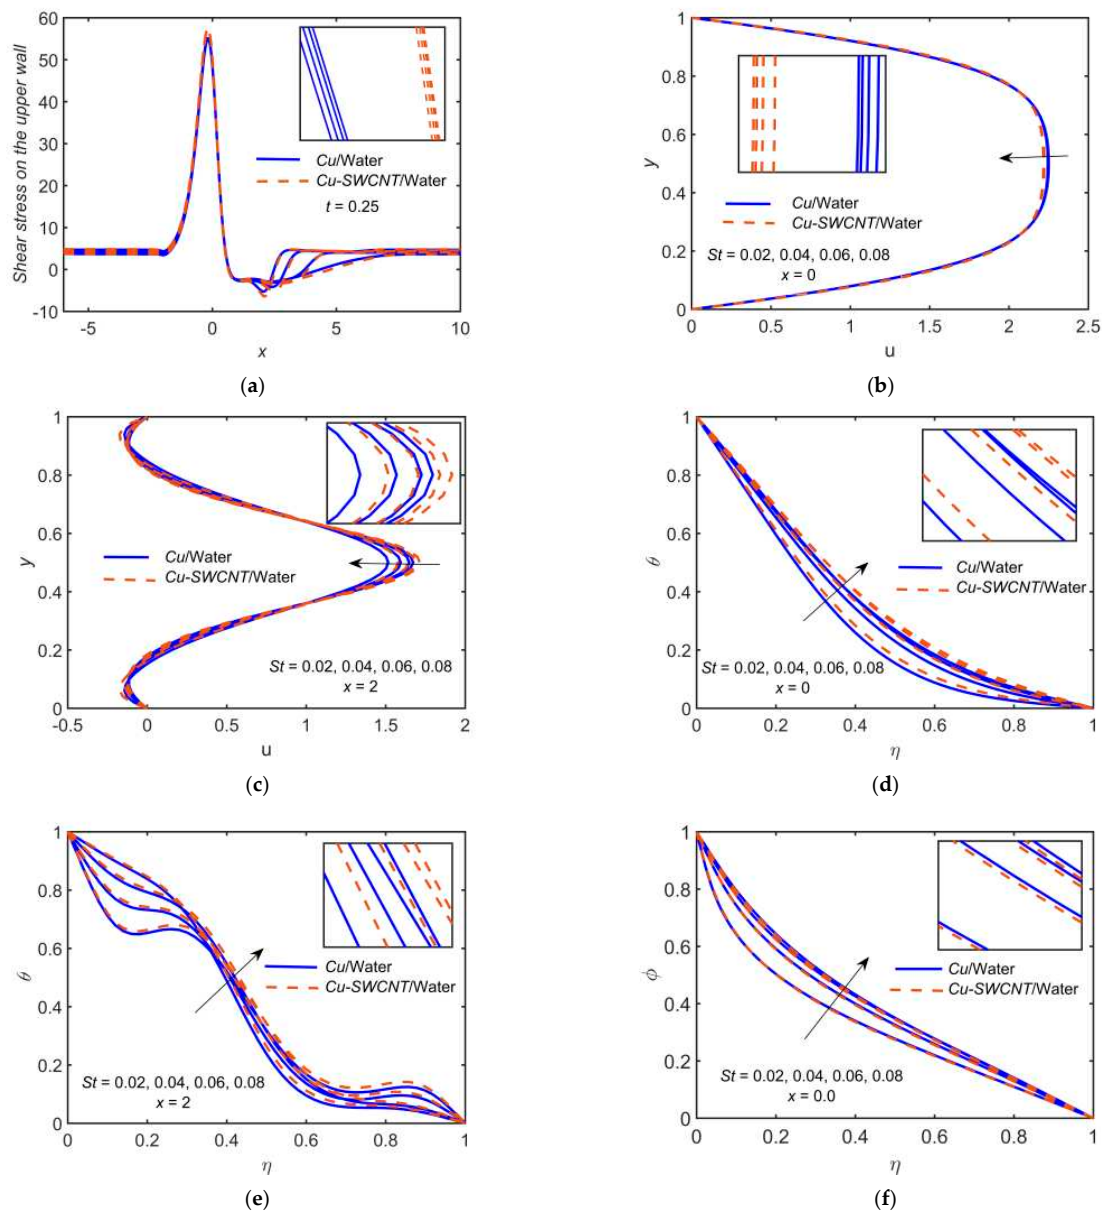 Shear stress on the upper wall
60
50
40
30
20
10
0
-10
-5
0
5
10
x
Cu/Water
Cu-SWCNT/Water
t = 0.25
(a)
y
1
0.8
0.6
0.4
0.2
0
0
0.5
1
1.5
2
2.5
u
Cu/Water
Cu-SWCNT/Water
St = 0.02, 0.04, 0.06, 0.08
x = 0
(b)
y
1
0.8
0.6
0.4
0.2
0
-0.5
0
0.5
1
1.5
2
u
Cu/Water
Cu-SWCNT/Water
St = 0.02, 0.04, 0.06, 0.08
x = 2
(c)
θ
1
0.8
0.6
0.4
0.2
0
0
0.2
0.4
0.6
0.8
1
η
Cu/Water
Cu-SWCNT/Water
St = 0.02, 0.04, 0.06, 0.08
x = 0
(d)
θ
1
0.8
0.6
0.4
0.2
0
0
0.2
0.4
0.6
0.8
1
η
Cu/Water
Cu-SWCNT/Water
St = 0.02, 0.04, 0.06, 0.08
x = 2
(e)
ϕ
1
0.8
0.6
0.4
0.2
0
0
0.2
0.4
0.6
0.8
1
η
Cu/Water
Cu-SWCNT/Water
St = 0.02, 0.04, 0.06, 0.08
x = 0.0
(f)